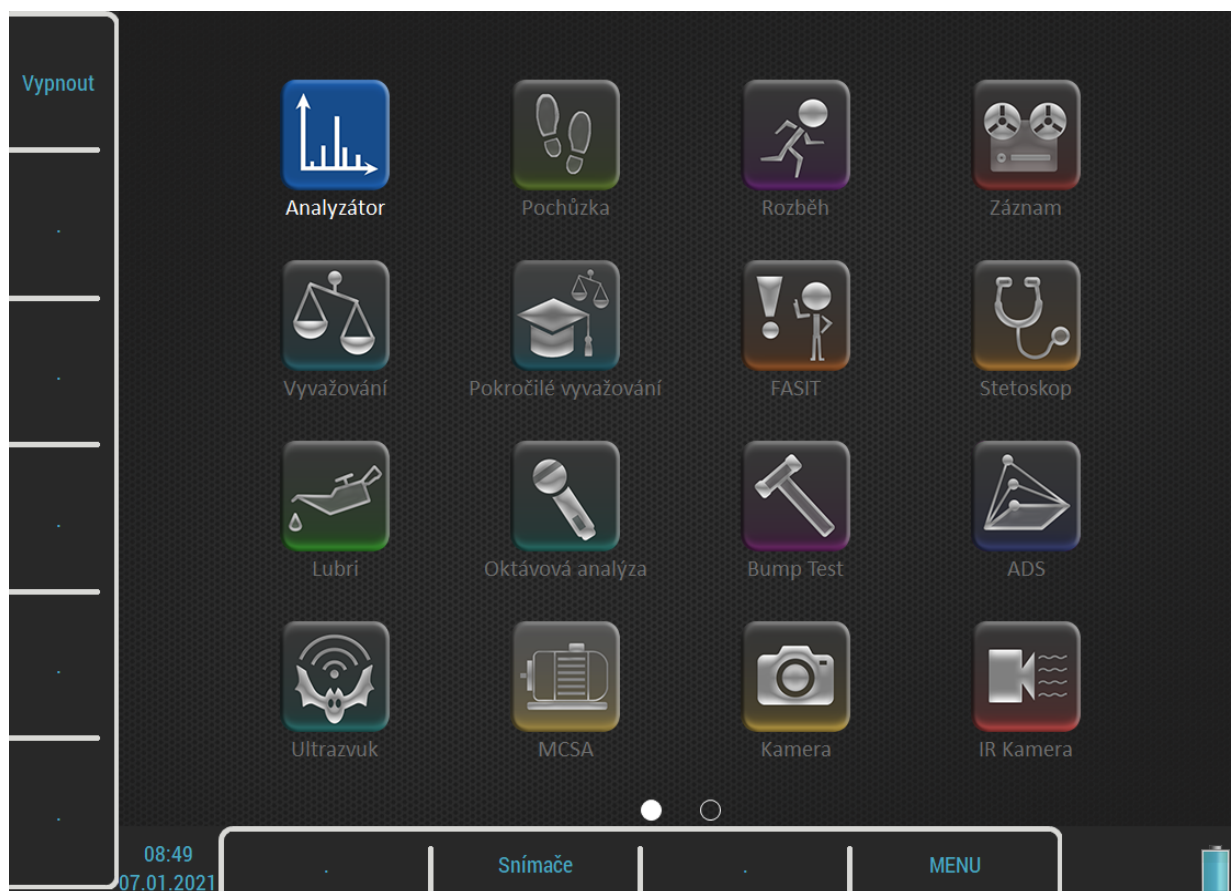 Vypnout
Analyzátor
Pochůzka
Rozběh
Záznam
Vyvažování
Pokročilé vyvažování
FASIT
Stetoskop
Lubri
Oktávová analýza
Bump Test
ADS
Ultrazvuk
MCSA
Kamera
IR Kamera
08:49
07.01.2021
Snímače
MENU